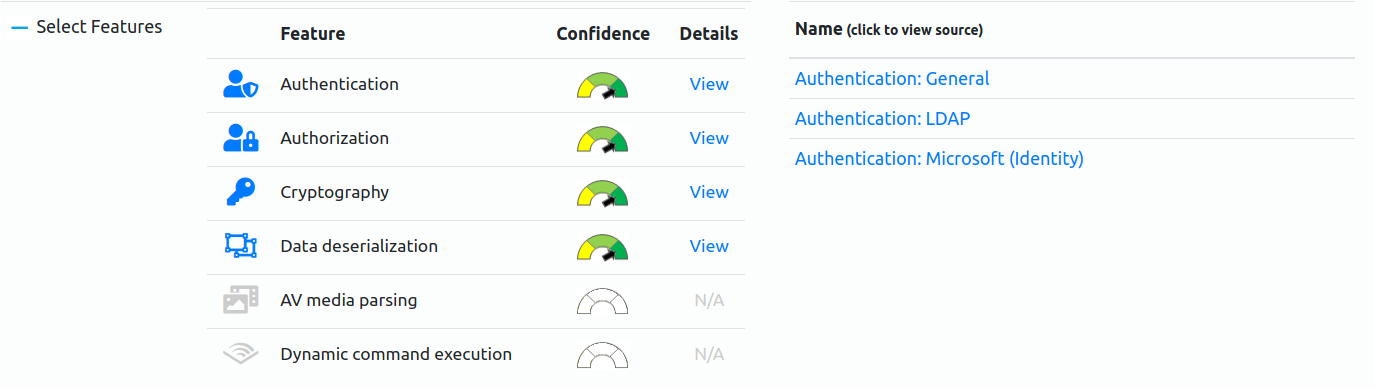 Select Features
Feature Confidence Details
Authentication View
Authorization View
Cryptography View
Data deserialization View
AV media parsing N/A
Dynamic command execution N/A
Name (click to view source)
Authentication: General
Authentication: LDAP
Authentication: Microsoft (Identity)